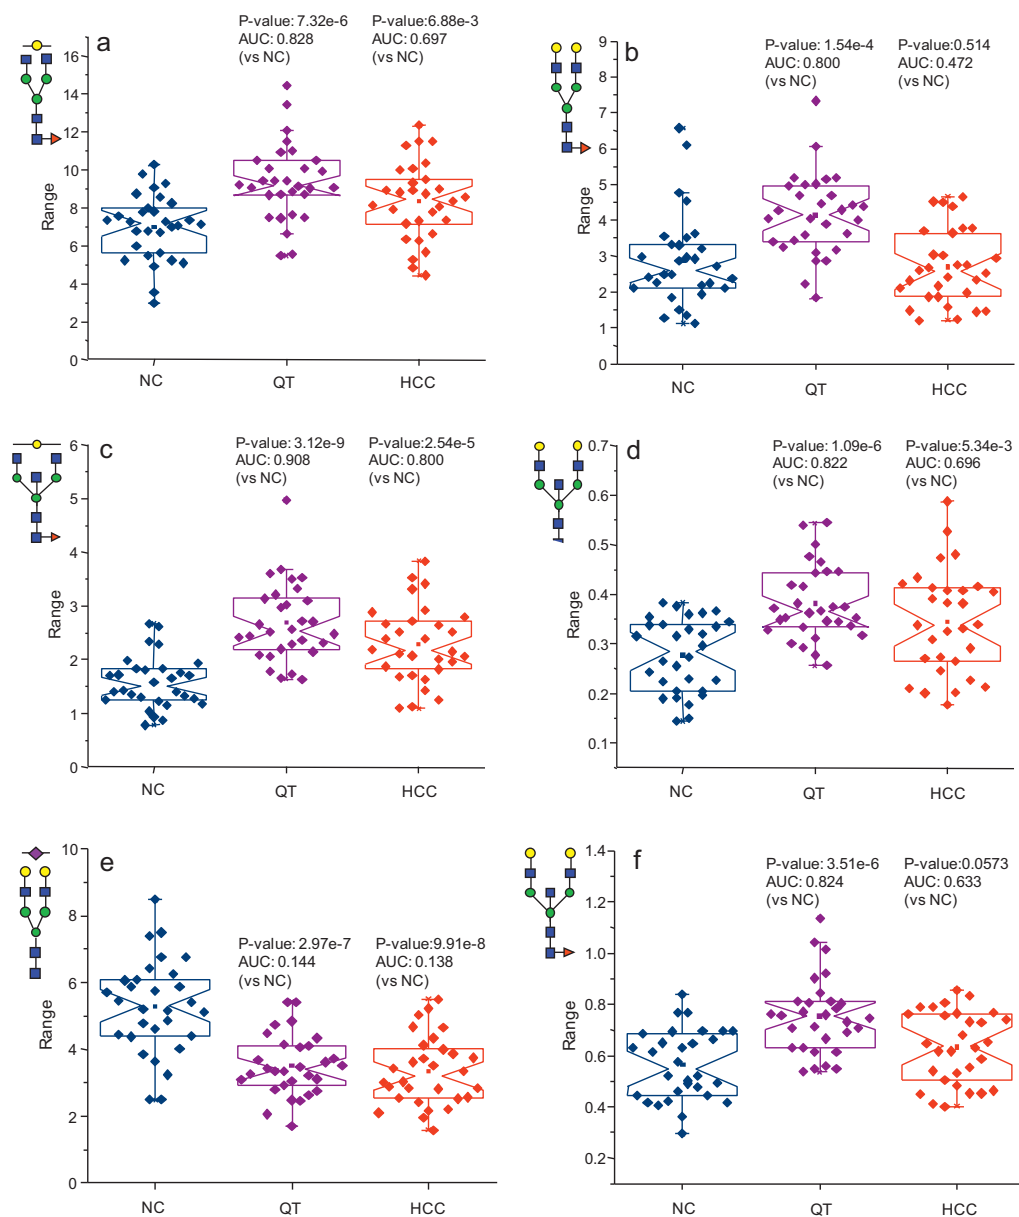 a
P-value: 7.32e-6
AUC: 0.828
(vs NC)
P-value: 6.88e-3
AUC: 0.697
(vs NC)
Range
16
14
12
10
8
6
4
2
0
NC
QT
HCC
b
P-value: 1.54e-4
AUC: 0.800
(vs NC)
P-value:0.514
AUC: 0.472
(vs NC)
Range
9
8
7
6
5
4
3
2
1
0
NC
QT
HCC
c
P-value: 3.12e-9
AUC: 0.908
(vs NC)
P-value:2.54e-5
AUC: 0.800
(vs NC)
Range
6
5
4
3
2
1
0
NC
QT
HCC
d
P-value: 1.09e-6
AUC: 0.822
(vs NC)
P-value:5.34e-3
AUC: 0.696
(vs NC)
Range
0.7
0.6
0.5
0.4
0.3
0.2
0.1
NC
QT
HCC
e
P-value: 2.97e-7
AUC: 0.144
(vs NC)
P-value:9.91e-8
AUC: 0.138
(vs NC)
Range
10
8
6
4
2
0
NC
QT
HCC
f
P-value: 3.51e-6
AUC: 0.824
(vs NC)
P-value:0.0573
AUC: 0.633
(vs NC)
Range
1.4
1.2
1.0
0.8
0.6
0.4
0.2
NC
QT
HCC